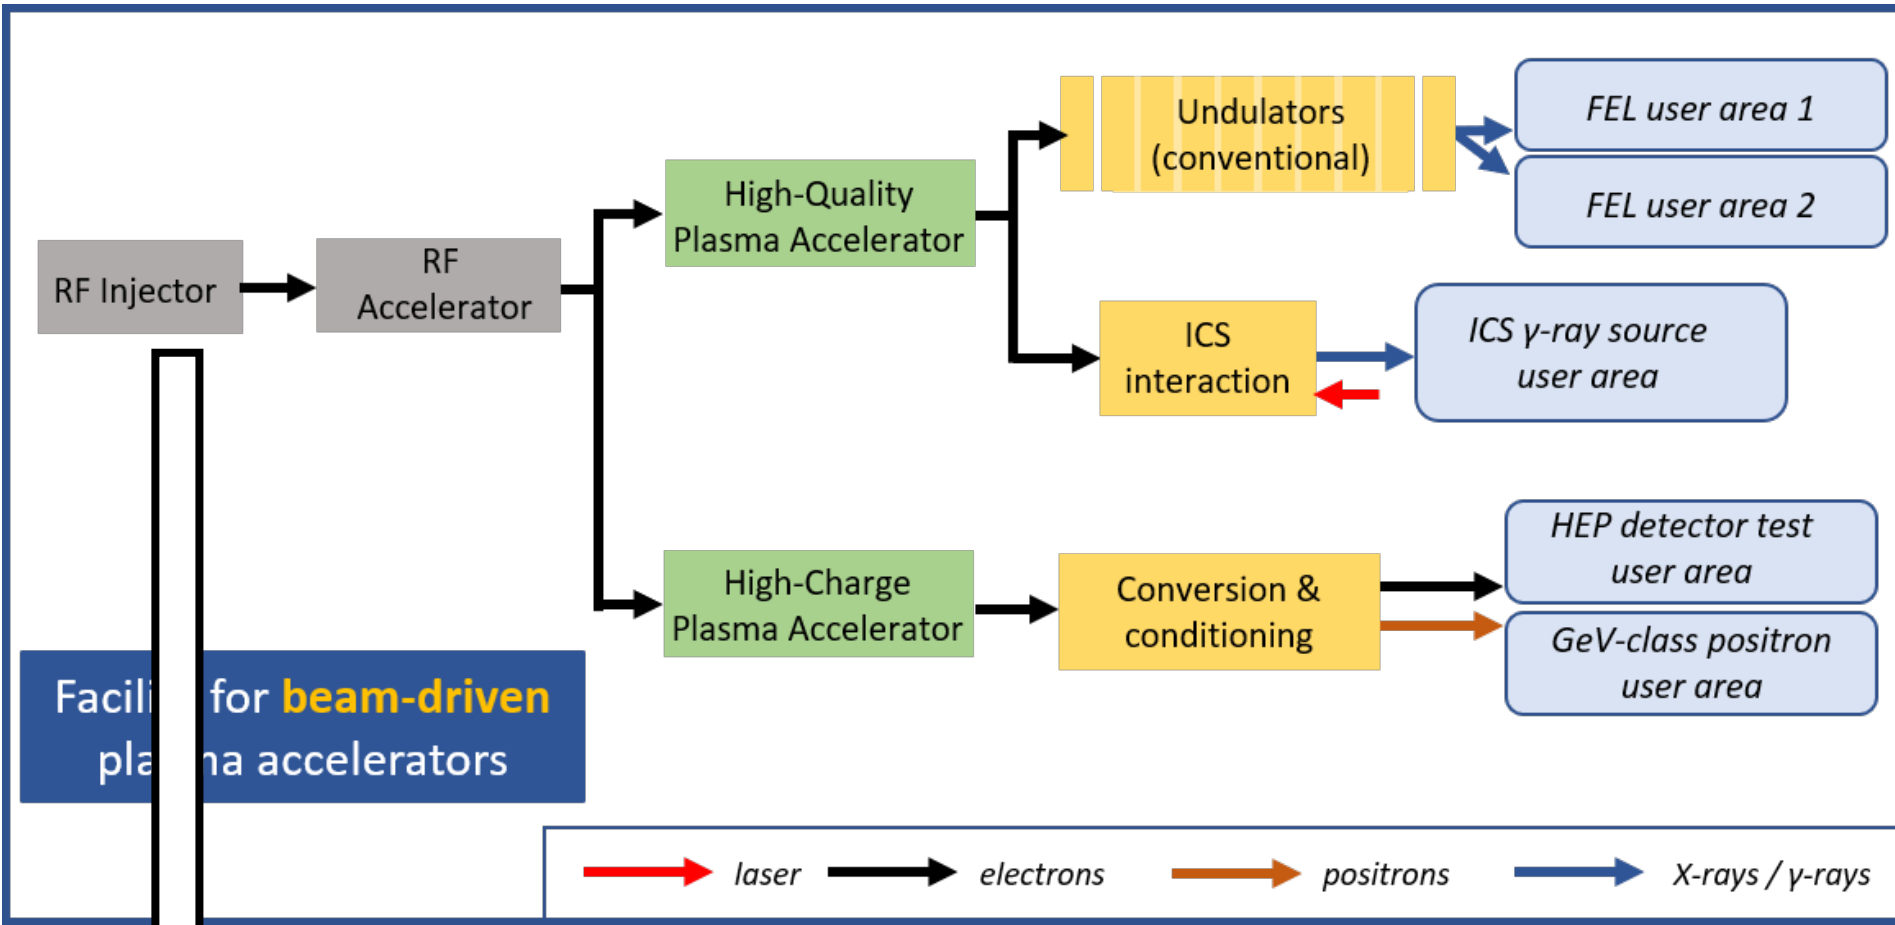 Undulators
(conventional)
FEL user area 1
FEL user area 2
High-Quality
Plasma Accelerator
RF Injector
RF
Accelerator
ICS
interaction
ICS γ-ray source
user area
High-Charge
Plasma Accelerator
Conversion &
conditioning
HEP detector test
user area
GeV-class positron
user area
for beam-driven
accelerators
laser
electrons
positrons
X-rays / γ-rays